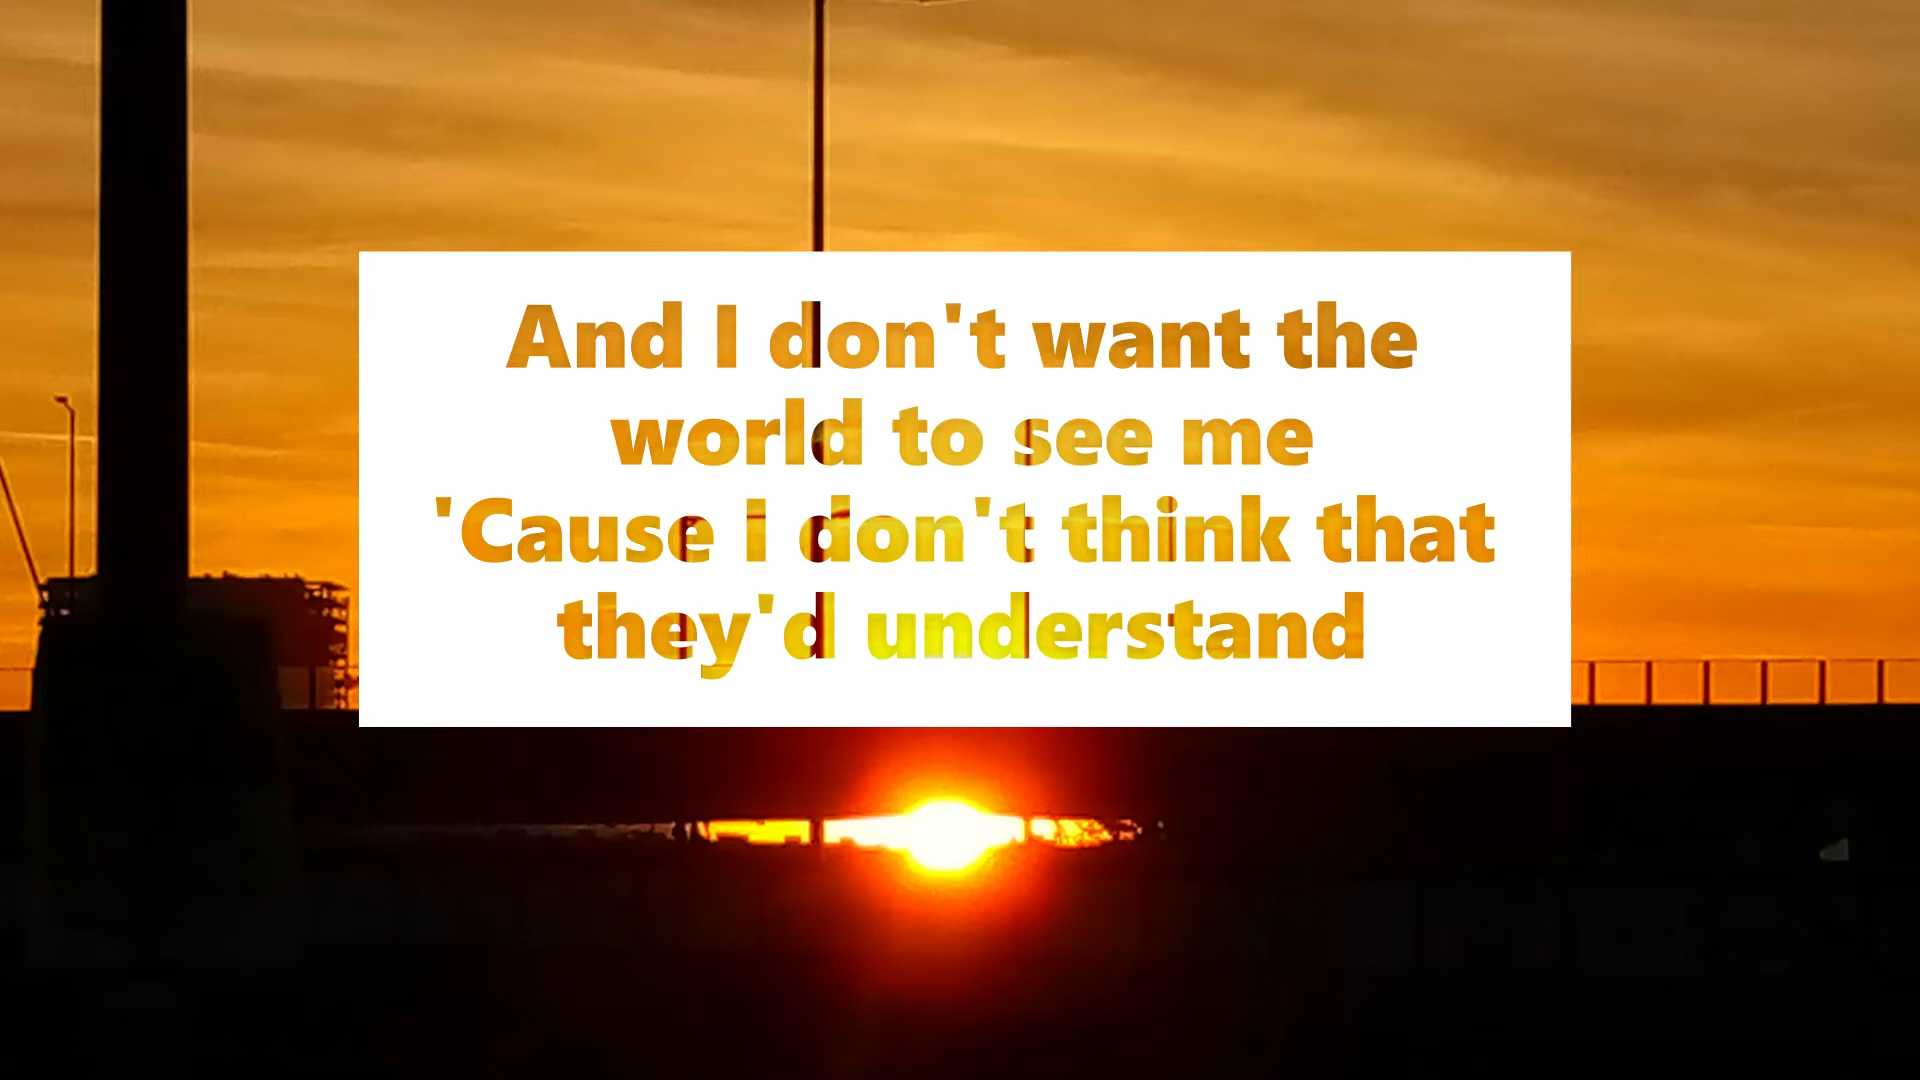 And I don't want the
world to see me
'Cause I don't think that
they'd understand